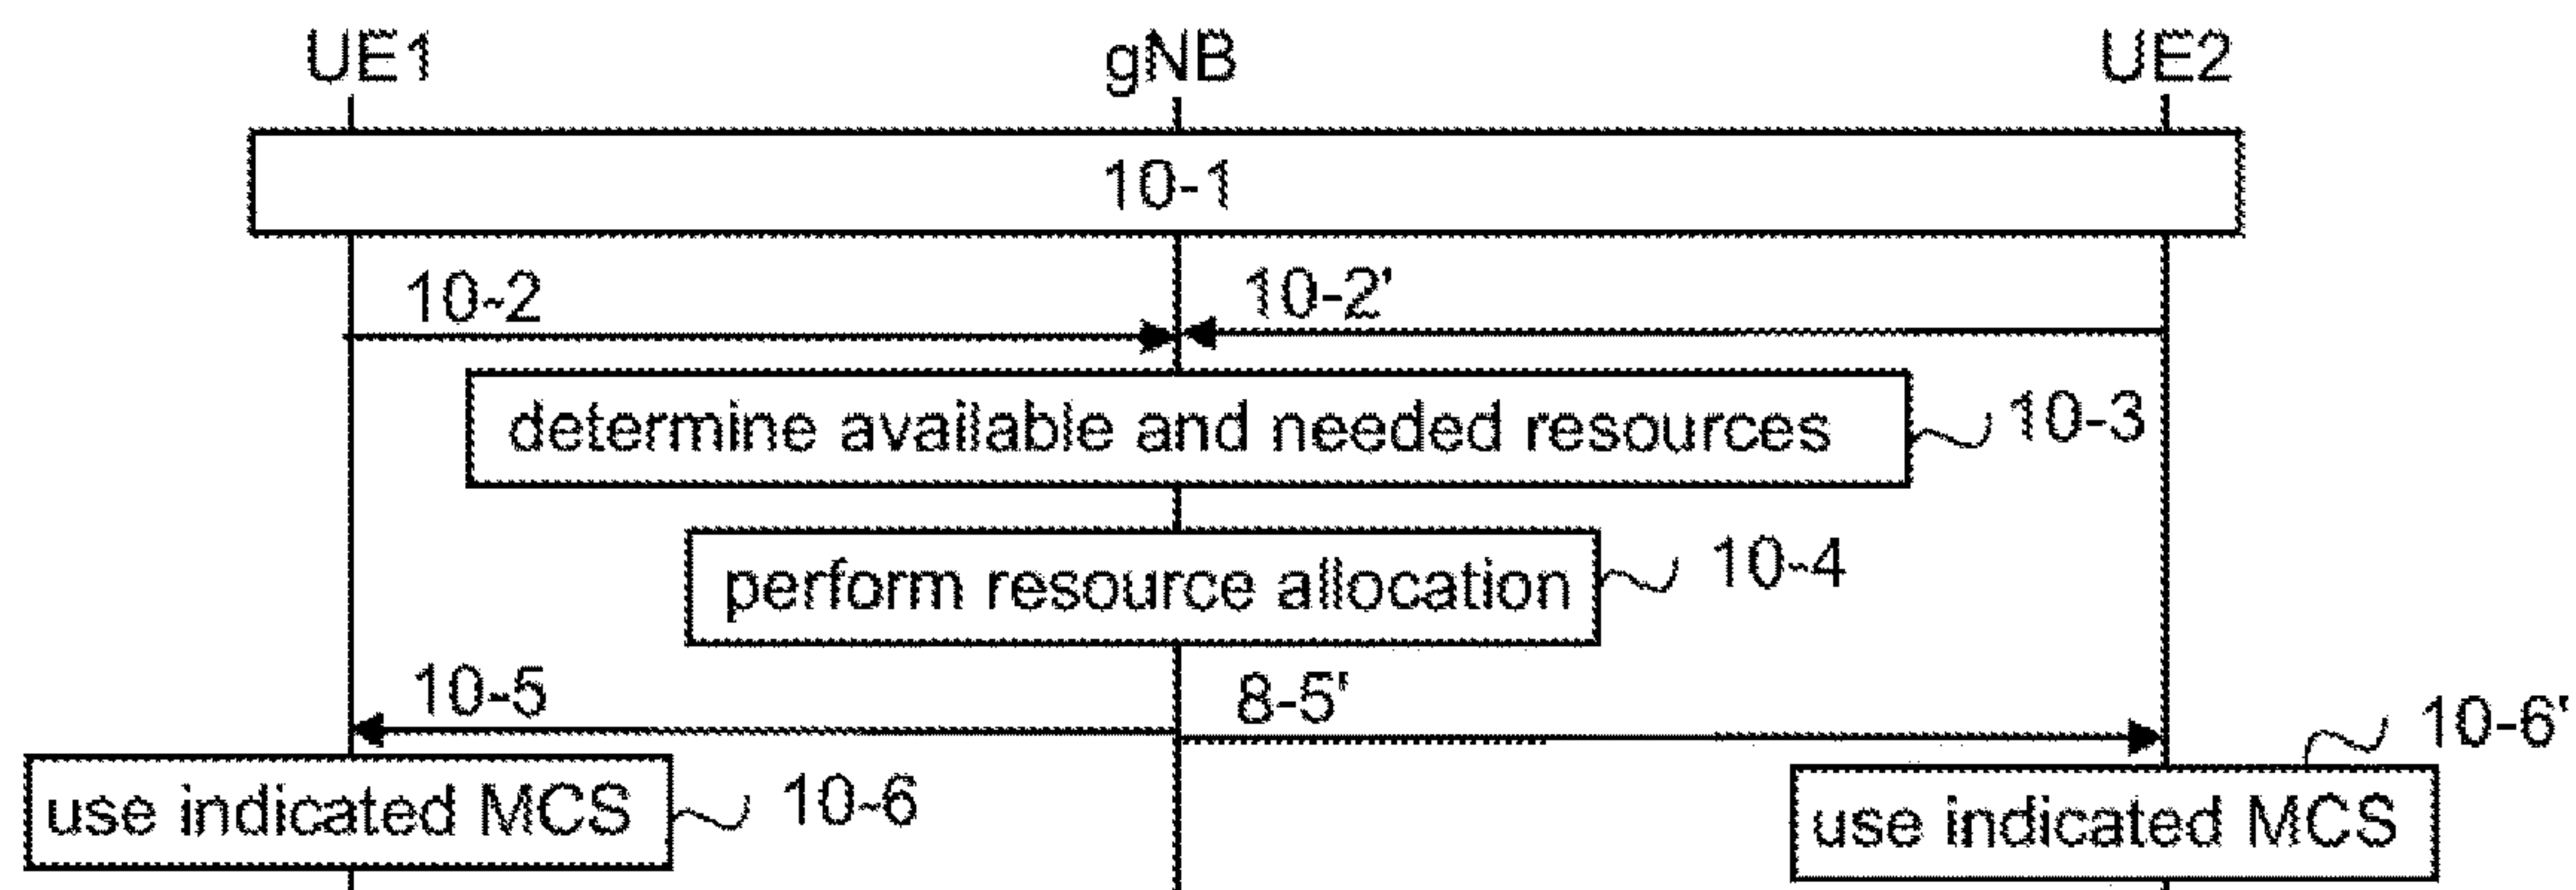 UE1 gNB UE2
10-1
10-2 10-2'
determine available and needed resources 10-3
perform resource allocation 10-4
10-5 8-5'
10-6'
use indicated MCS 10-6 use indicated MCS